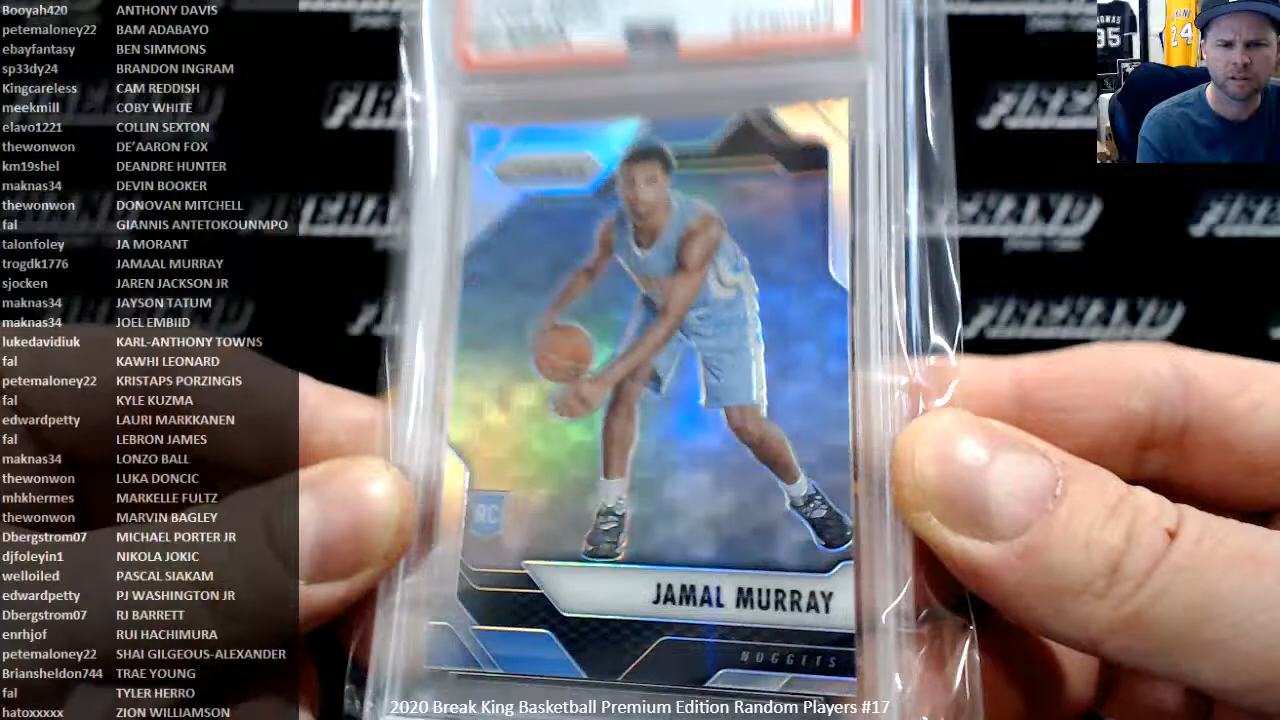 Booyah420 ANTHONY DAVIS
petemaloney22 BAM ADABAYO
ebayfantasy BEN SIMMONS
sp33dy24 BRANDON INGRAM
Kingcareless CAM REDDISH
meekmill COBY WHITE
elavo1221 COLLIN SEXTON
thewonwon DE'AARON FOX
km19shel DEANDRE HUNTER
maknas34 DEVIN BOOKER
thewonwon DONOVAN MITCHELL
fal GIANNIS ANTETOKOUNMPO
talonfoley JA MORANT
trogdk1776 JAMAAL MURRAY
sjocken JAREN JACKSON JR
maknas34 JAYSON TATUM
maknas34 JOEL EMBIID
lukedavidiuk KARL-ANTHONY TOWNS
fal KAWHI LEONARD
petemaloney22 KRISTAPS PORZINGIS
fal KYLE KUZMA
edwardpetty LAURI MARKKANEN
fal LEBRON JAMES
maknas34 LONZO BALL
thewonwon LUKA DONCIC
mhkhermes MARKELLE FULTZ
thewonwon MARVIN BAGLEY
Dbergstrom07 MICHAEL PORTER JR
djfoleyin1 NIKOLA JOKIC
welloiled PASCAL SIAKAM
edwardpetty PJ WASHINGTON JR
Dbergstrom07 RJ BARRETT
enrhjof RUI HACHIMURA
petemaloney22 SHAI GILGEOUS-ALEXANDER
Briansheldon744 TRAE YOUNG
fal TYLER HERRO
hatoxxxxx ZION WILLIAMSON
RC
JAMAL MURRAY
NUGGETS
24
2020 Break King Basketball Premium Edition Random Players #17